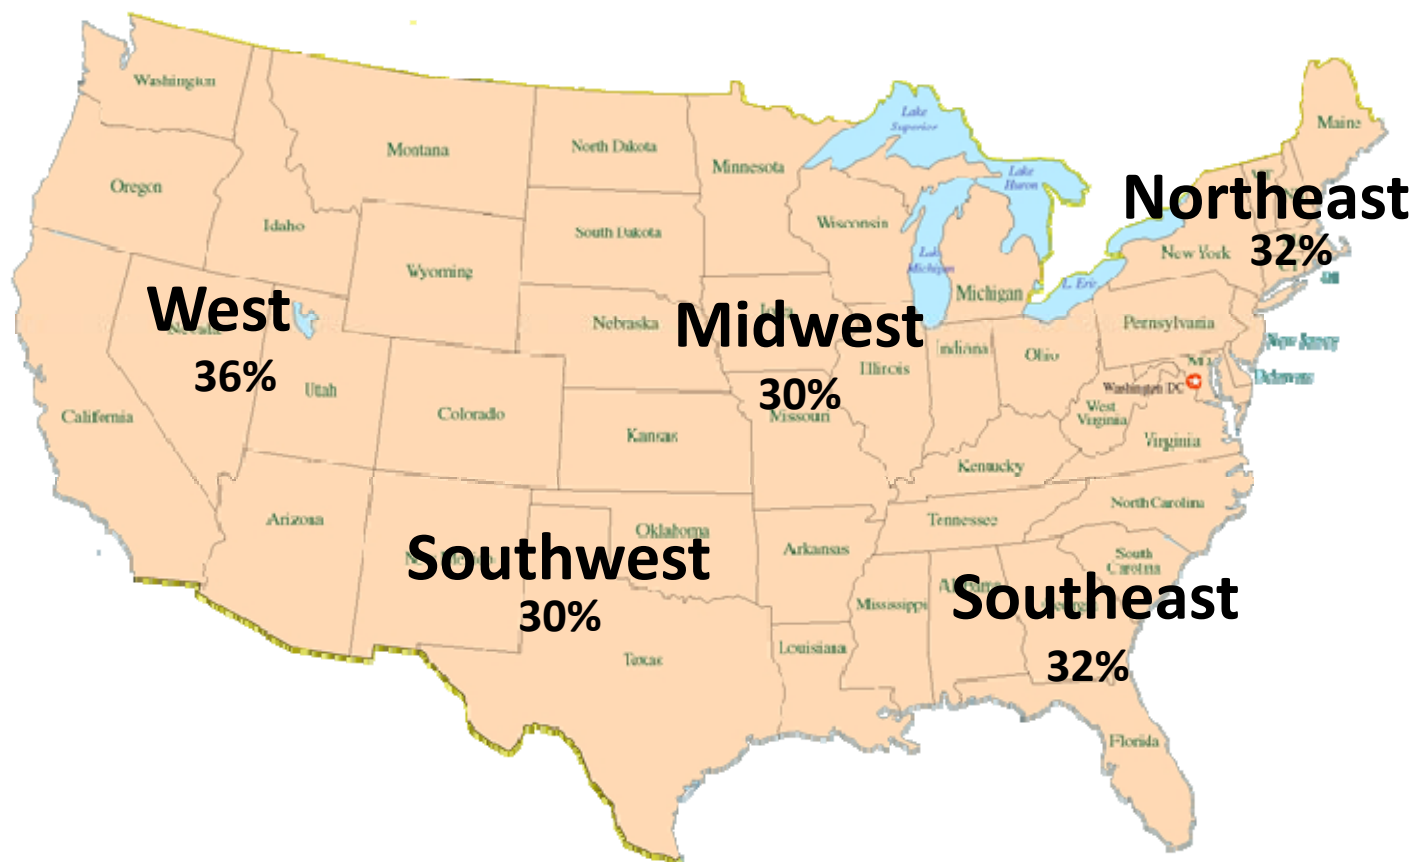 Washington
Montana
North Dakota
Minnesota
Lake
Superior
Maine
Oregon
Idaho
Wyoming
South Dakota
Wisconsin
Lake
Huron
Northeast
32%
New York
Michigan
Michigan
L. Erie
West
36%
Nebraska
Midwest
30%
Pennsylvania
New Jersey
Delaware
Washington DC
Utah
Colorado
California
Kansas
Missouri
Illinois
Indiana
Ohio
West
Virginia
Virginia
Kentucky
Arizona
Oklahoma
Arkansas
Tennessee
North Carolina
South
Carolina
Southwest
30%
Southeast
32%
Mississippi
Texas
Louisiana
Florida